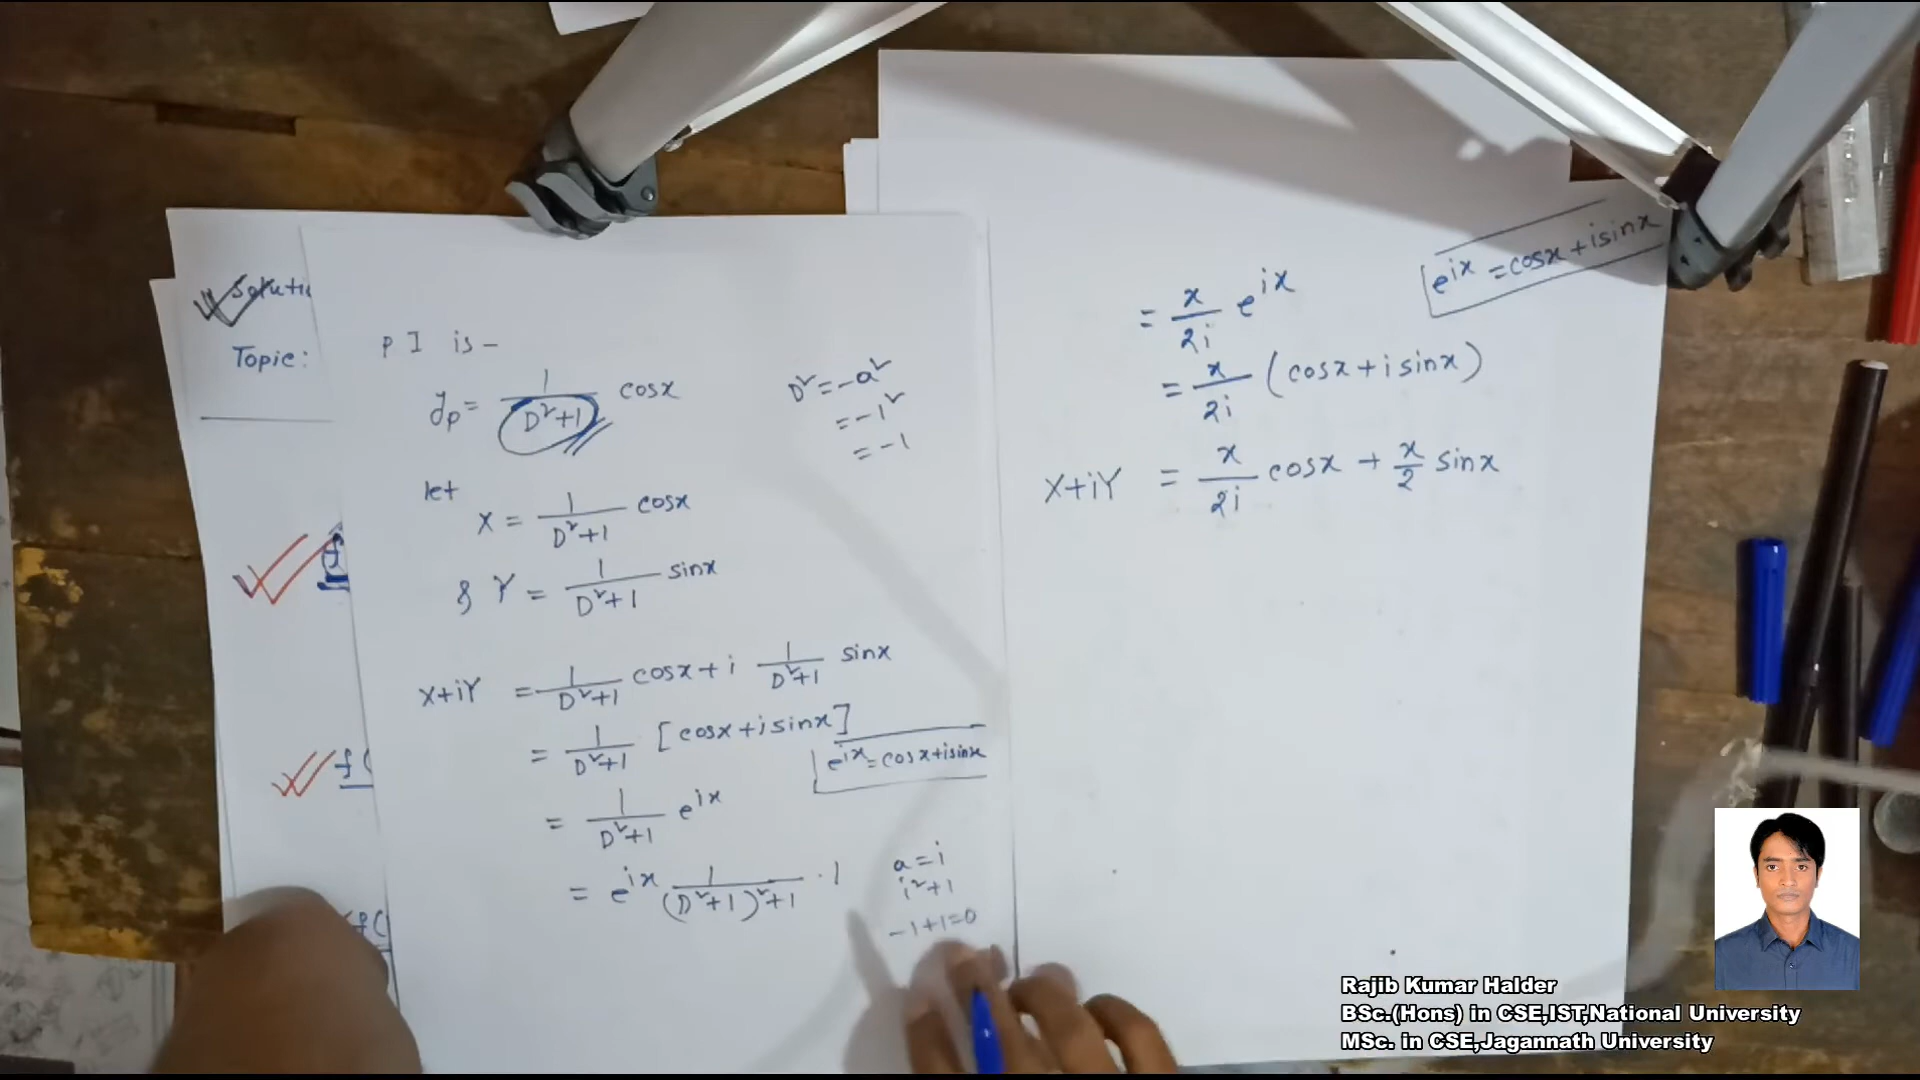 Soluti
Topic:
P I is -
y_p = 1/(D²+1) cosx
D² = -a²
= -1²
= -1
let
X = 1/(D²+1) cosx
& Y = 1/(D²+1) sinx
X+iY = 1/(D²+1) cosx + i 1/(D²+1) sinx
= 1/(D²+1) [cosx + i sinx]
e^ix = cosx + isinx
= 1/(D²+1) e^ix
= e^ix 1/((D²+1)²+1) · 1
a = i
i²+1
-1+1=0
e^ix = cosx + isinx
= x/2i e^ix
= x/2i (cosx + i sinx)
X+iY = x/2i cosx + x/2 sinx
Rajib Kumar Halder
BSc.(Hons) in CSE,IST,National University
MSc. in CSE,Jagannath University